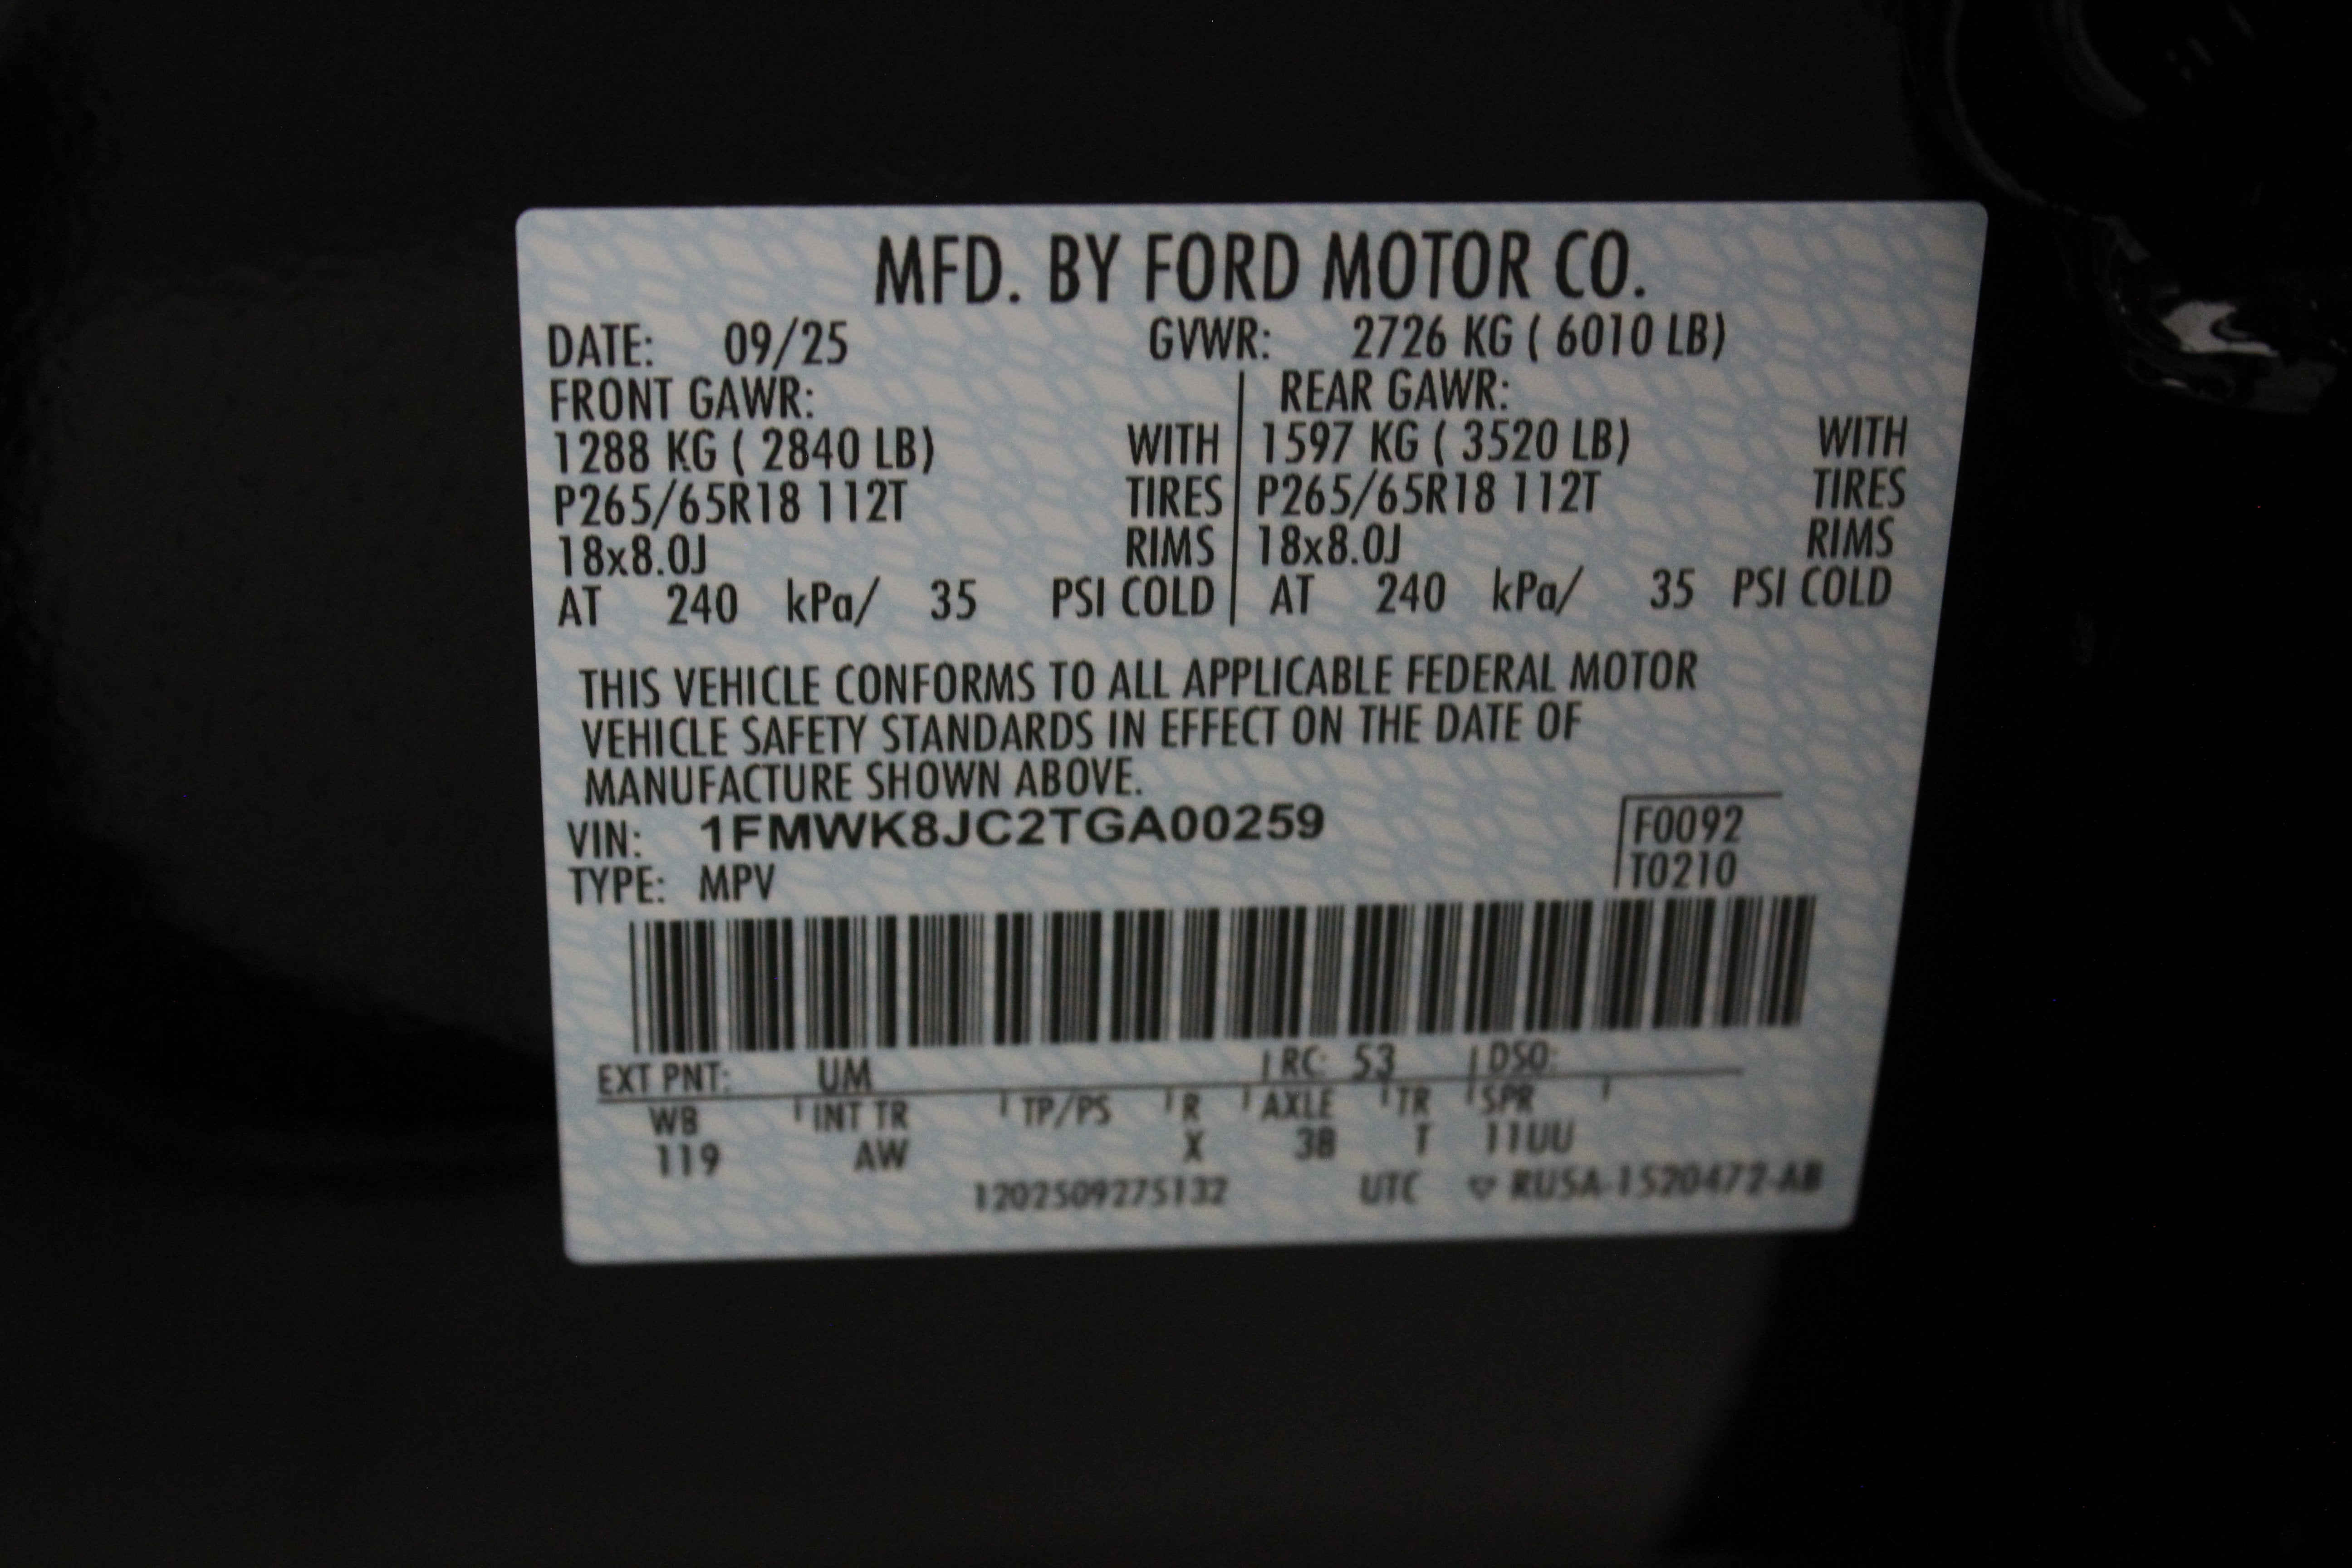 MFD. BY FORD MOTOR CO.
DATE: 09/25 GVWR: 2726 KG ( 6010 LB)
FRONT GAWR: REAR GAWR:
1288 KG ( 2840 LB) WITH 1597 KG ( 3520 LB) WITH
P265/65R18 112T TIRES P265/65R18 112T TIRES
18x8.0J RIMS 18x8.0J RIMS
AT 240 kPa/ 35 PSI COLD AT 240 kPa/ 35 PSI COLD
THIS VEHICLE CONFORMS TO ALL APPLICABLE FEDERAL MOTOR
VEHICLE SAFETY STANDARDS IN EFFECT ON THE DATE OF
MANUFACTURE SHOWN ABOVE.
VIN: 1FMWK8JC2TGA00259 F0092
TYPE: MPV T0210
EXT PNT: UM RC: 53 DSO:
WB INT TR TP/PS R AXLE TR SPR
119 AW X 3B T 11UU
1202509275132 UTC RUSA-1520472-AB